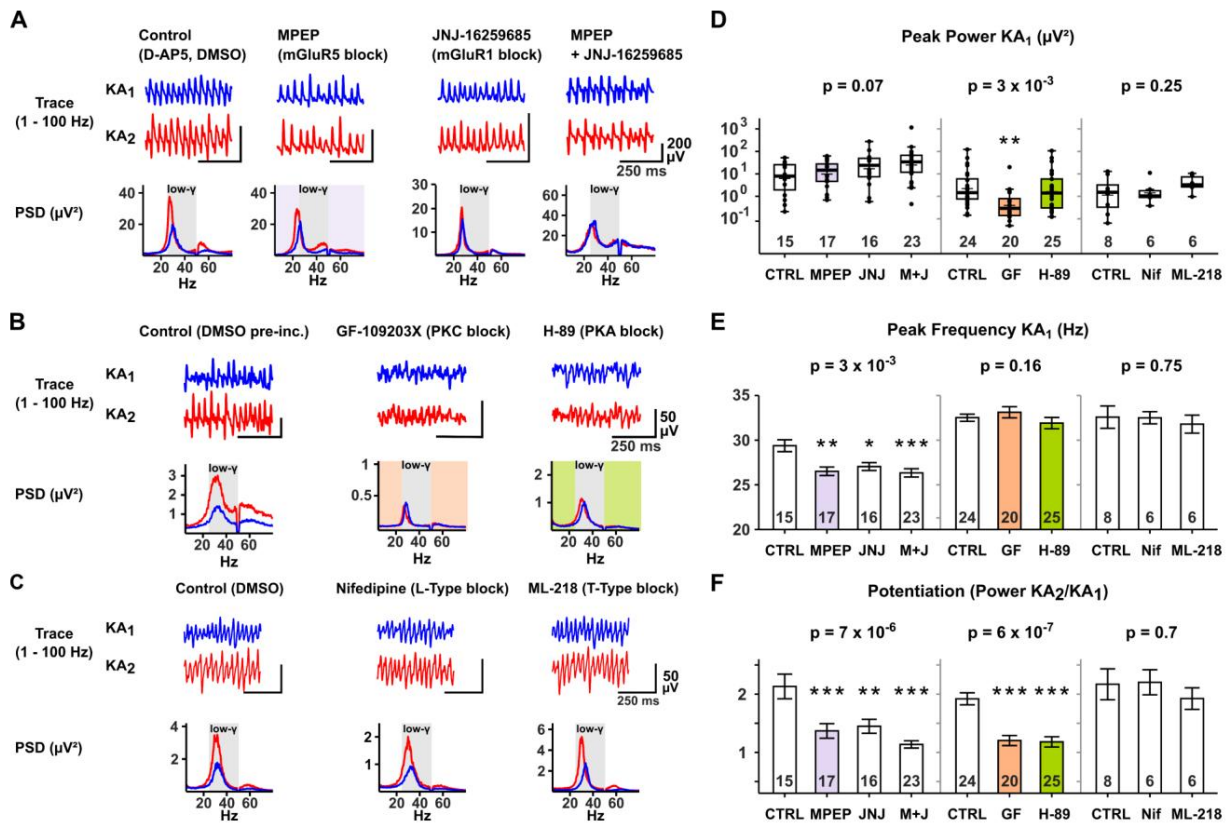 A
Control
(D-AP5, DMSO)
MPEP
(mGluR5 block)
JNJ-16259685
(mGluR1 block)
MPEP
+ JNJ-16259685
Trace
(1 - 100 Hz)
KA1
KA2
200
µV
250 ms
PSD (µV²)
low-γ
40
20
20 40 60
Hz
low-γ
40
20
20 40 60
Hz
low-γ
30
20
10
20 40 60
Hz
low-γ
60
40
20
20 40 60
Hz
B
Control (DMSO pre-inc.)
GF-109203X (PKC block)
H-89 (PKA block)
Trace
(1 - 100 Hz)
KA1
KA2
50
µV
250 ms
PSD (µV²)
low-γ
3
2
1
20 40 60
Hz
low-γ
1
0.5
20 40 60
Hz
low-γ
2
1
20 40 60
Hz
C
Control (DMSO)
Nifedipine (L-Type block)
ML-218 (T-Type block)
Trace
(1 - 100 Hz)
KA1
KA2
50
µV
250 ms
PSD (µV²)
low-γ
4
2
20 40 60
Hz
low-γ
2
1
20 40 60
Hz
low-γ
6
4
2
20 40 60
Hz
D
Peak Power KA1 (µV²)
p = 0.07
p = 3 x 10⁻³
p = 0.25
10³
10²
10¹
10⁰
10⁻¹
**
15 17 16 23 24 20 25 8 6 6
CTRL MPEP JNJ M+J CTRL GF H-89 CTRL Nif ML-218
E
Peak Frequency KA1 (Hz)
p = 3 x 10⁻³
p = 0.16
p = 0.75
35
30
25
20
** * ***
15 17 16 23 24 20 25 8 6 6
CTRL MPEP JNJ M+J CTRL GF H-89 CTRL Nif ML-218
F
Potentiation (Power KA2/KA1)
p = 7 x 10⁻⁶
p = 6 x 10⁻⁷
p = 0.7
2
1
*** ** *** *** ***
15 17 16 23 24 20 25 8 6 6
CTRL MPEP JNJ M+J CTRL GF H-89 CTRL Nif ML-218